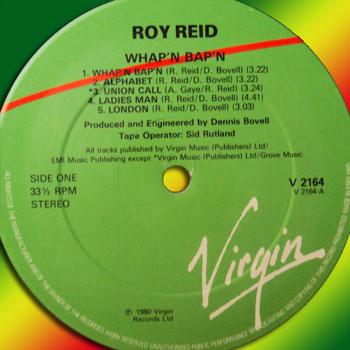 ROY REID
WHAP'N BAP'N
1. WHAP'N BAP'N (R. Reid/D. Bovell) (3.22)
2. ALPHABET (R. Reid/D. Bovell) (3.22)
*3. UNION CALL (A. Gaye/R. Reid) (3.24)
4. LADIES MAN (R. Reid/D. Bovell) (4.41)
5. LONDON (R. Reid/D. Bovell) (3.03)
Produced and Engineered by Dennis Bovell
Tape Operator: Sid Rutland
All tracks published by Virgin Music (Publishers) Ltd/
EMI Music Publishing except *Virgin Music (Publishers) Ltd/Grove Music
SIDE ONE
33⅓ RPM
STEREO
V 2164
V 2164-A
Virgin
℗ 1980 Virgin
Records Ltd